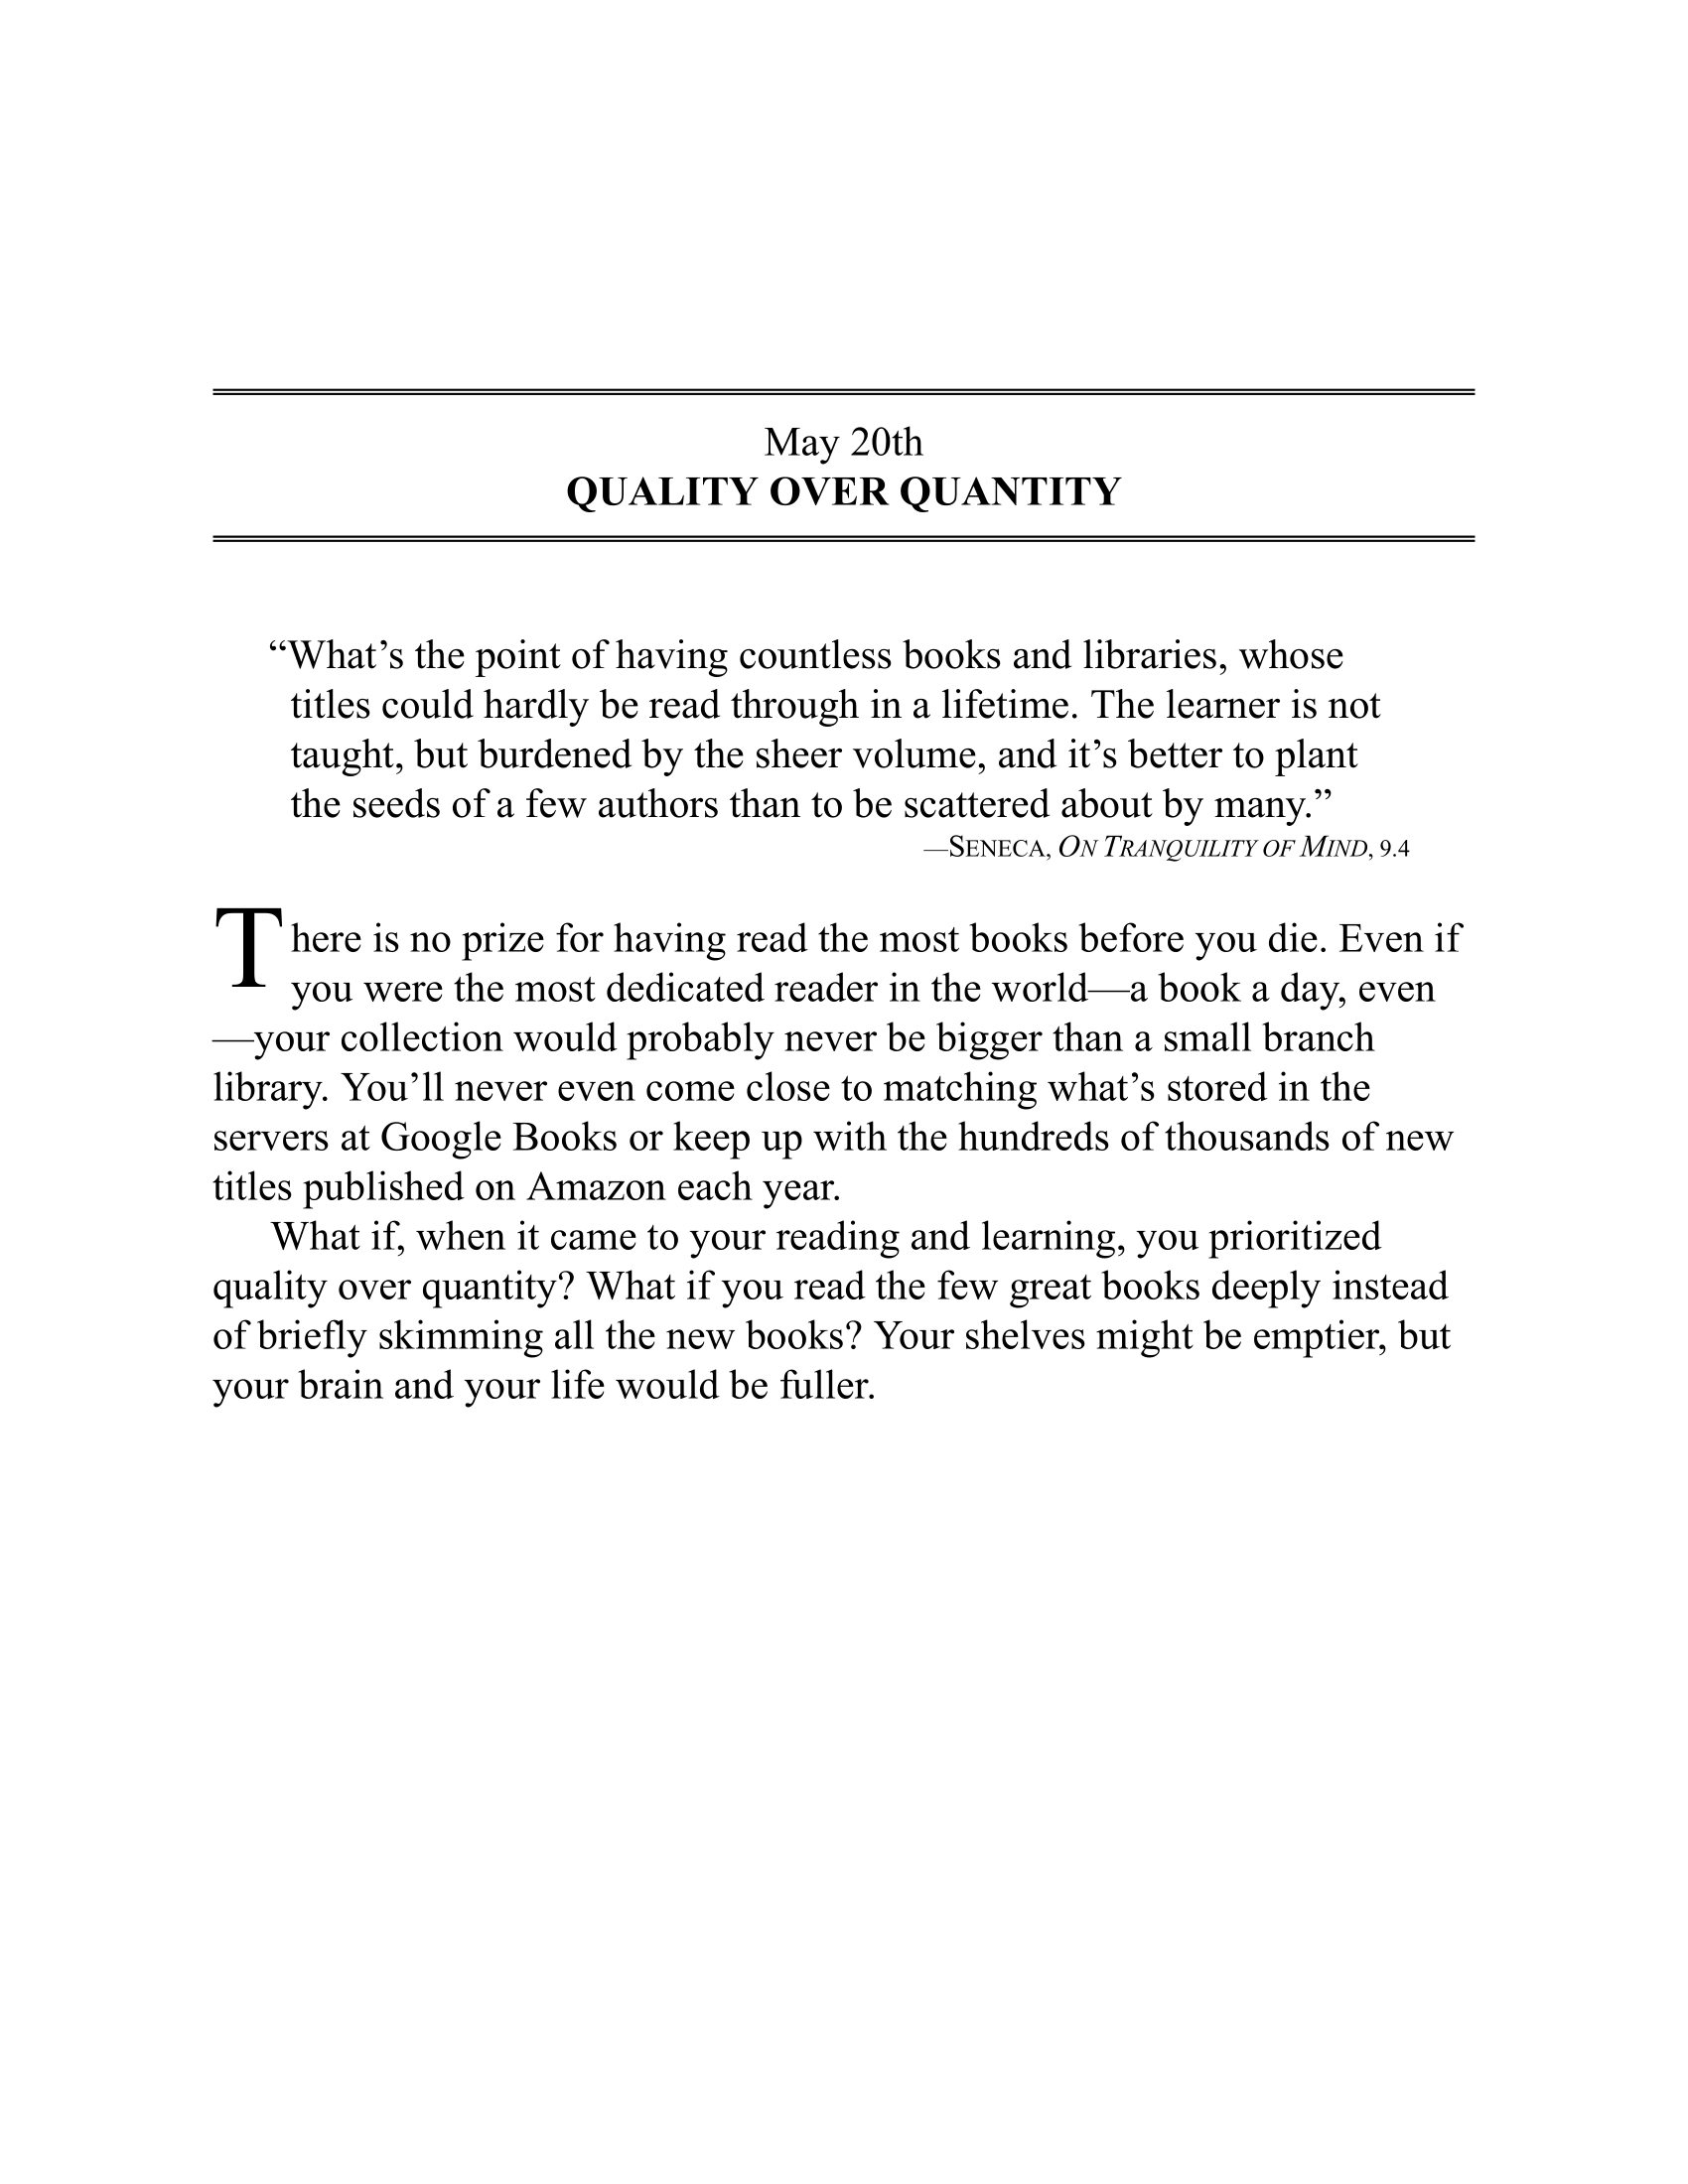 May 20th
QUALITY OVER QUANTITY
“What’s the point of having countless books and libraries, whose
titles could hardly be read through in a lifetime. The learner is not
taught, but burdened by the sheer volume, and it’s better to plant
the seeds of a few authors than to be scattered about by many.”
—SENECA, ON TRANQUILITY OF MIND, 9.4
There is no prize for having read the most books before you die. Even if
you were the most dedicated reader in the world—a book a day, even
—your collection would probably never be bigger than a small branch
library. You’ll never even come close to matching what’s stored in the
servers at Google Books or keep up with the hundreds of thousands of new
titles published on Amazon each year.
What if, when it came to your reading and learning, you prioritized
quality over quantity? What if you read the few great books deeply instead
of briefly skimming all the new books? Your shelves might be emptier, but
your brain and your life would be fuller.